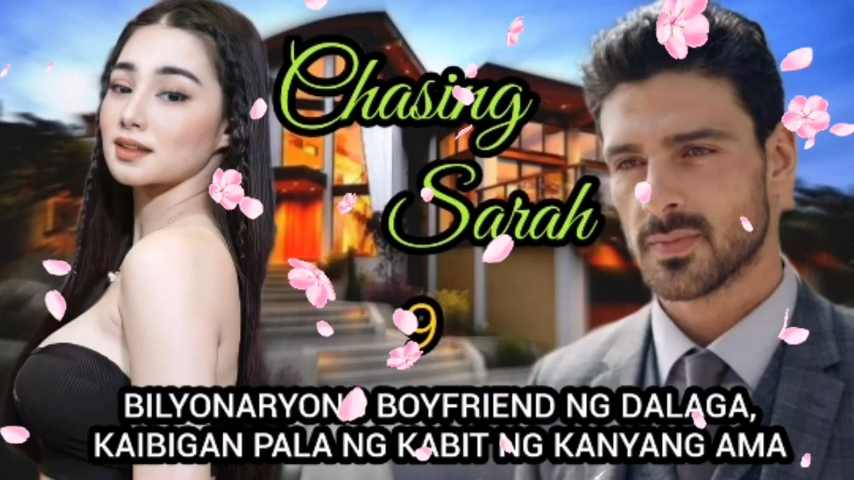 Chasing
Sarah
9
BILYONARYONG BOYFRIEND NG DALAGA,
KAIBIGAN PALA NG KABIT NG KANYANG AMA